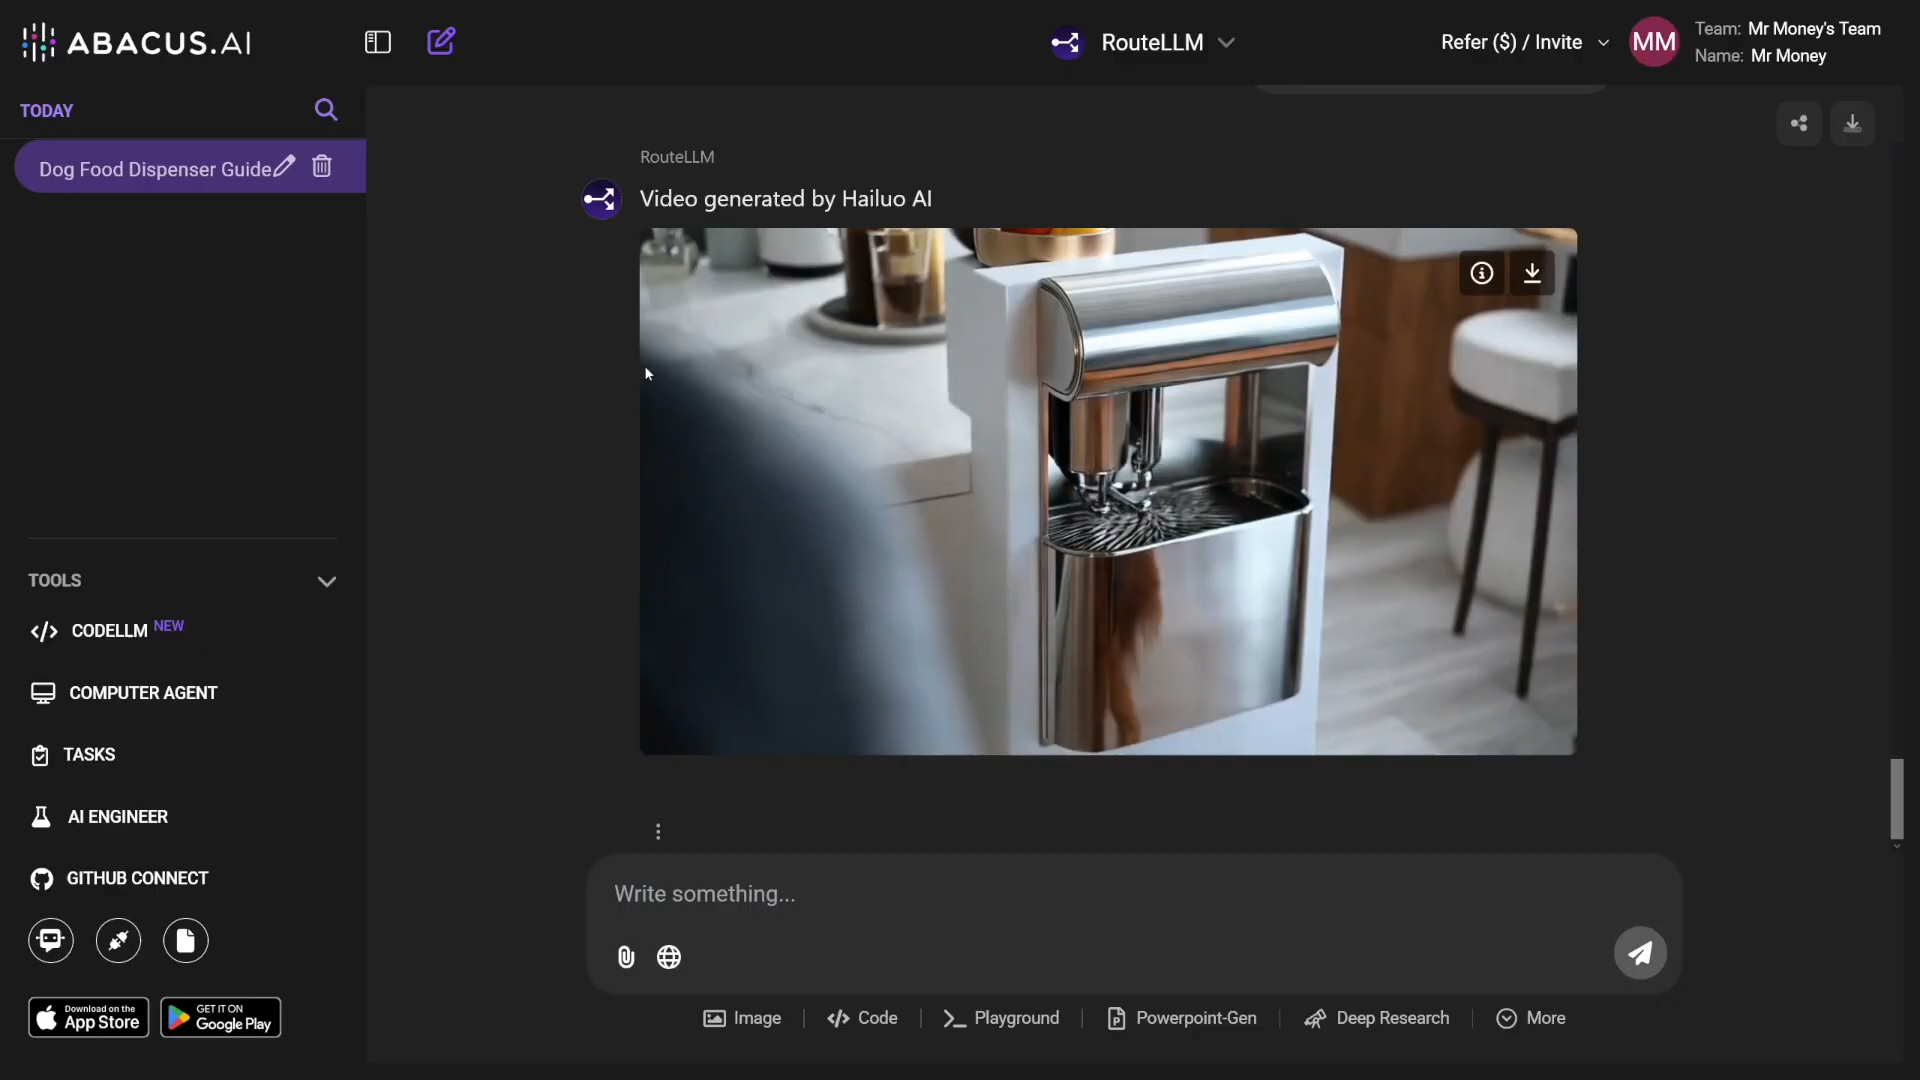 ABACUS.AI
RouteLLM
Refer ($) / Invite
MM
Team: Mr Money's Team
Name: Mr Money
TODAY
Dog Food Dispenser Guide
RouteLLM
Video generated by Hailuo AI
TOOLS
CODELLM NEW
COMPUTER AGENT
TASKS
AI ENGINEER
GITHUB CONNECT
Download on the
App Store
GET IT ON
Google Play
Write something...
Image
Code
Playground
Powerpoint-Gen
Deep Research
More